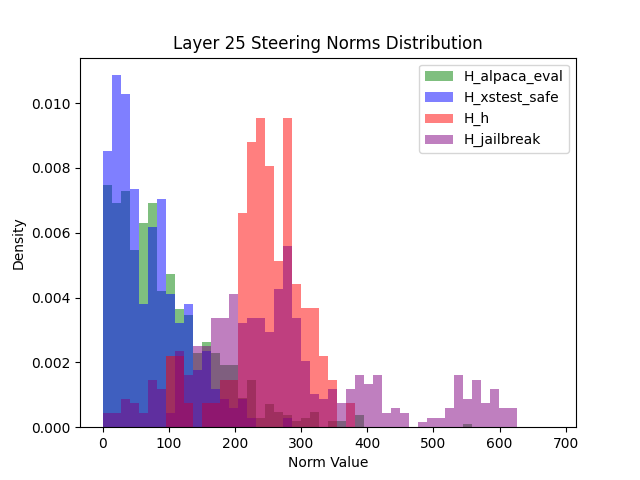 Layer 25 Steering Norms Distribution
H_alpaca_eval
H_xstest_safe
H_h
H_jailbreak
Density
0.010
0.008
0.006
0.004
0.002
0.000
0 100 200 300 400 500 600 700
Norm Value